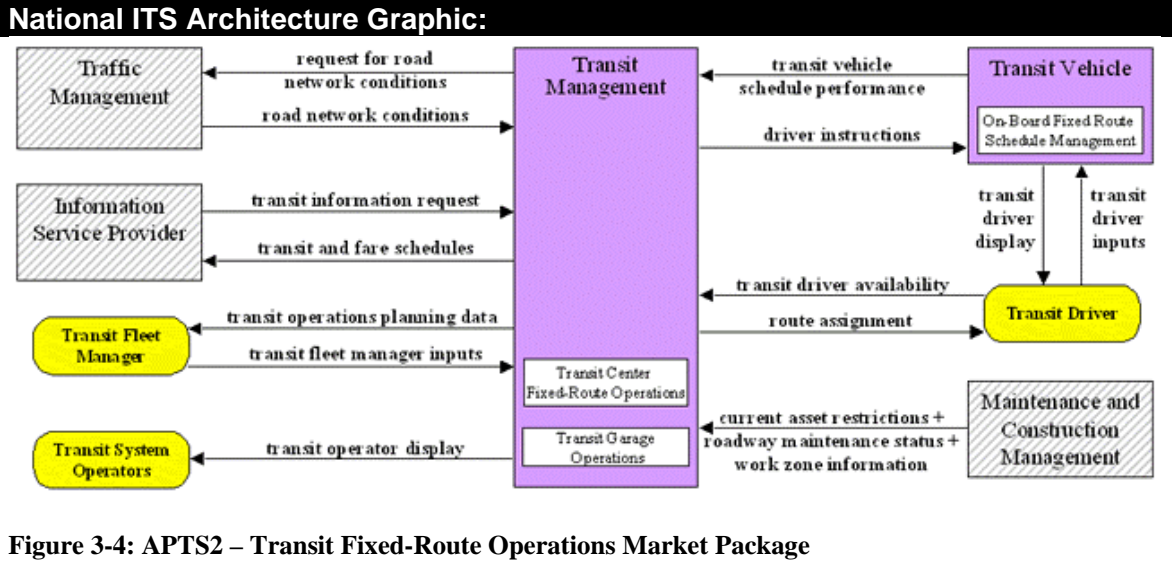 National ITS Architecture Graphic:
Traffic
Management
request for road
network conditions
road network conditions
Information
Service Provider
transit information request
transit and fare schedules
Transit Fleet
Manager
transit operations planning data
transit fleet manager inputs
Transit System
Operators
transit operator display
Transit
Management
Transit Center
Fixed-Route Operations
Transit Garage
Operations
transit vehicle
schedule performance
driver instructions
Transit Vehicle
On-Board Fixed Route
Schedule Management
transit
driver
display
transit
driver
inputs
transit driver availability
route assignment
Transit Driver
current asset restrictions +
roadway maintenance status +
work zone information
Maintenance and
Construction
Management
Figure 3-4: APTS2 – Transit Fixed-Route Operations Market Package